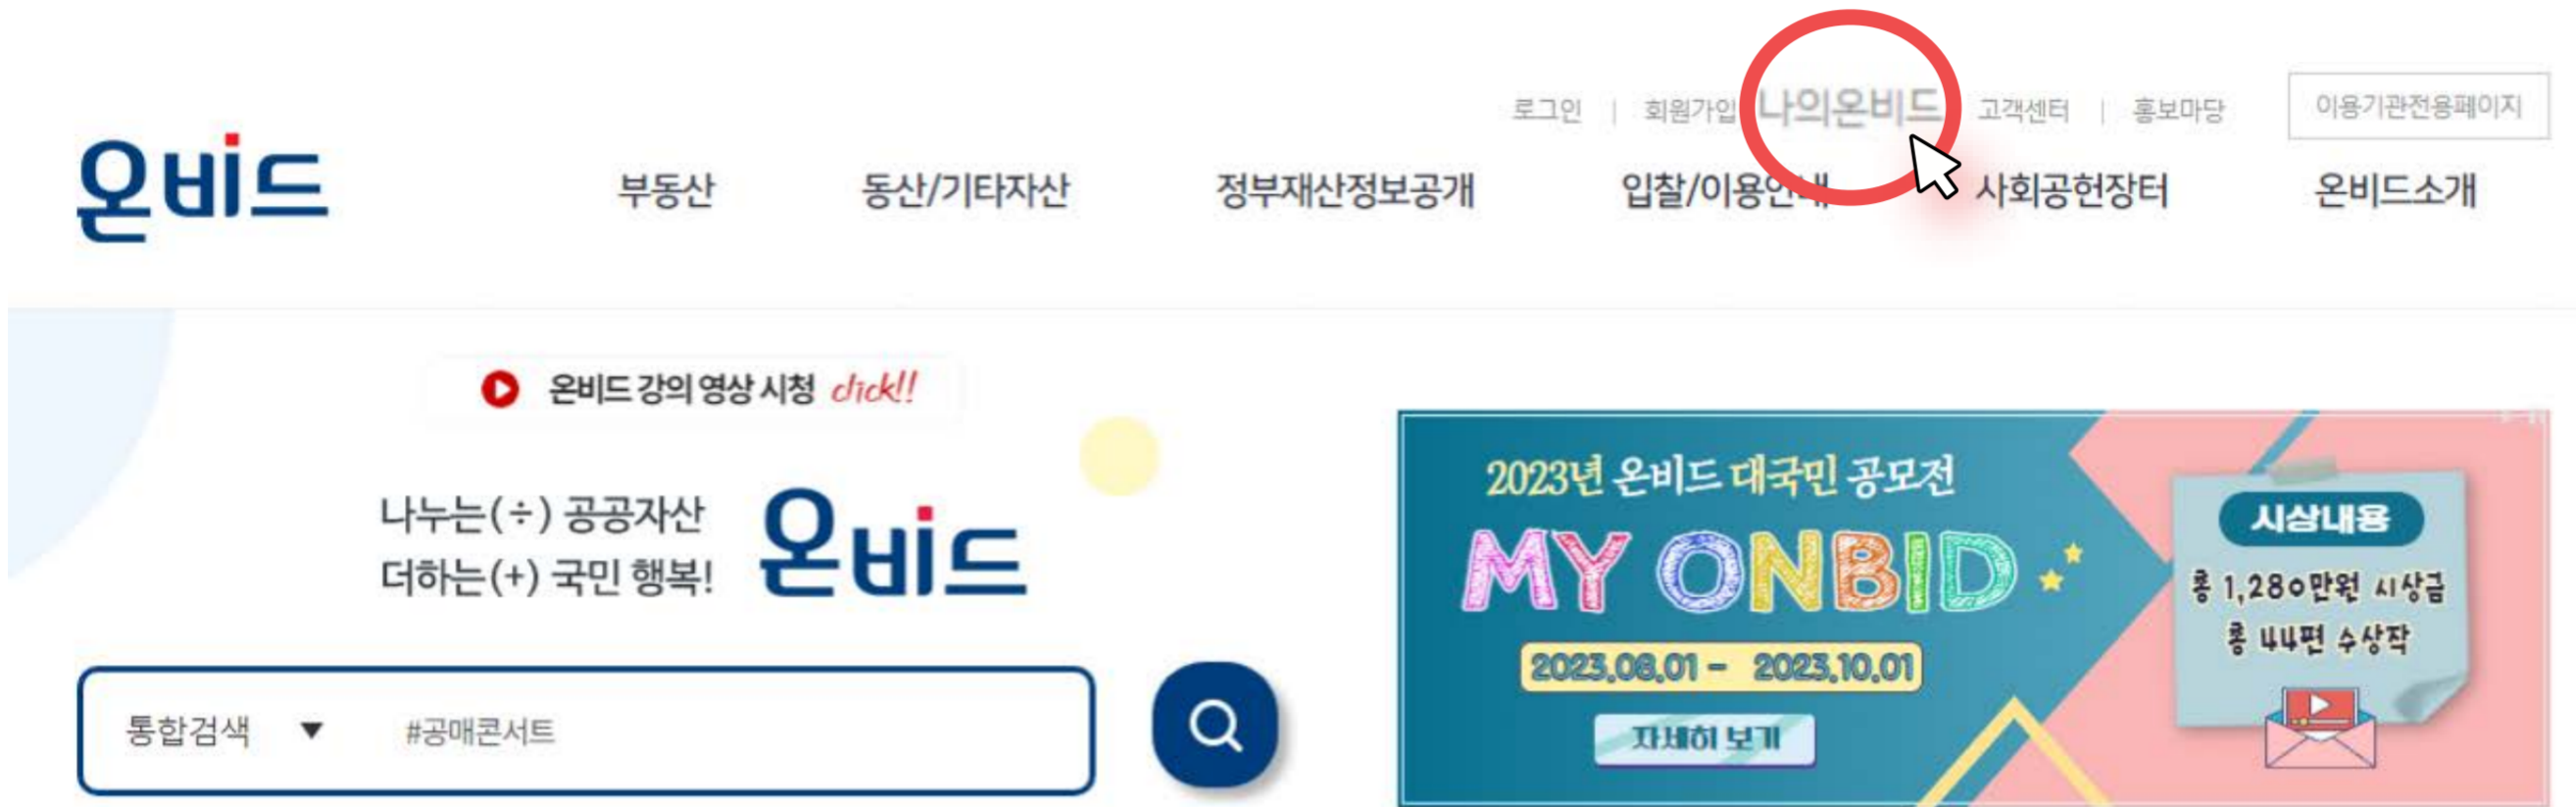 로그인 | 회원가입 나의온비드 고객센터 | 홍보마당 이용기관전용페이지
온비드 부동산 동산/기타자산 정부재산정보공개 입찰/이용안내 사회공헌장터 온비드소개
온비드 강의 영상 시청 click!!
나누는(÷) 공공자산
더하는(+) 국민 행복!
온비드
통합검색 ▼ #공매콘서트
2023년 온비드 대국민 공모전
MY ONBID
2023.08.01 - 2023.10.01
자세히 보기
시상내용
총 1,280만원 시상금
총 44편 수상작